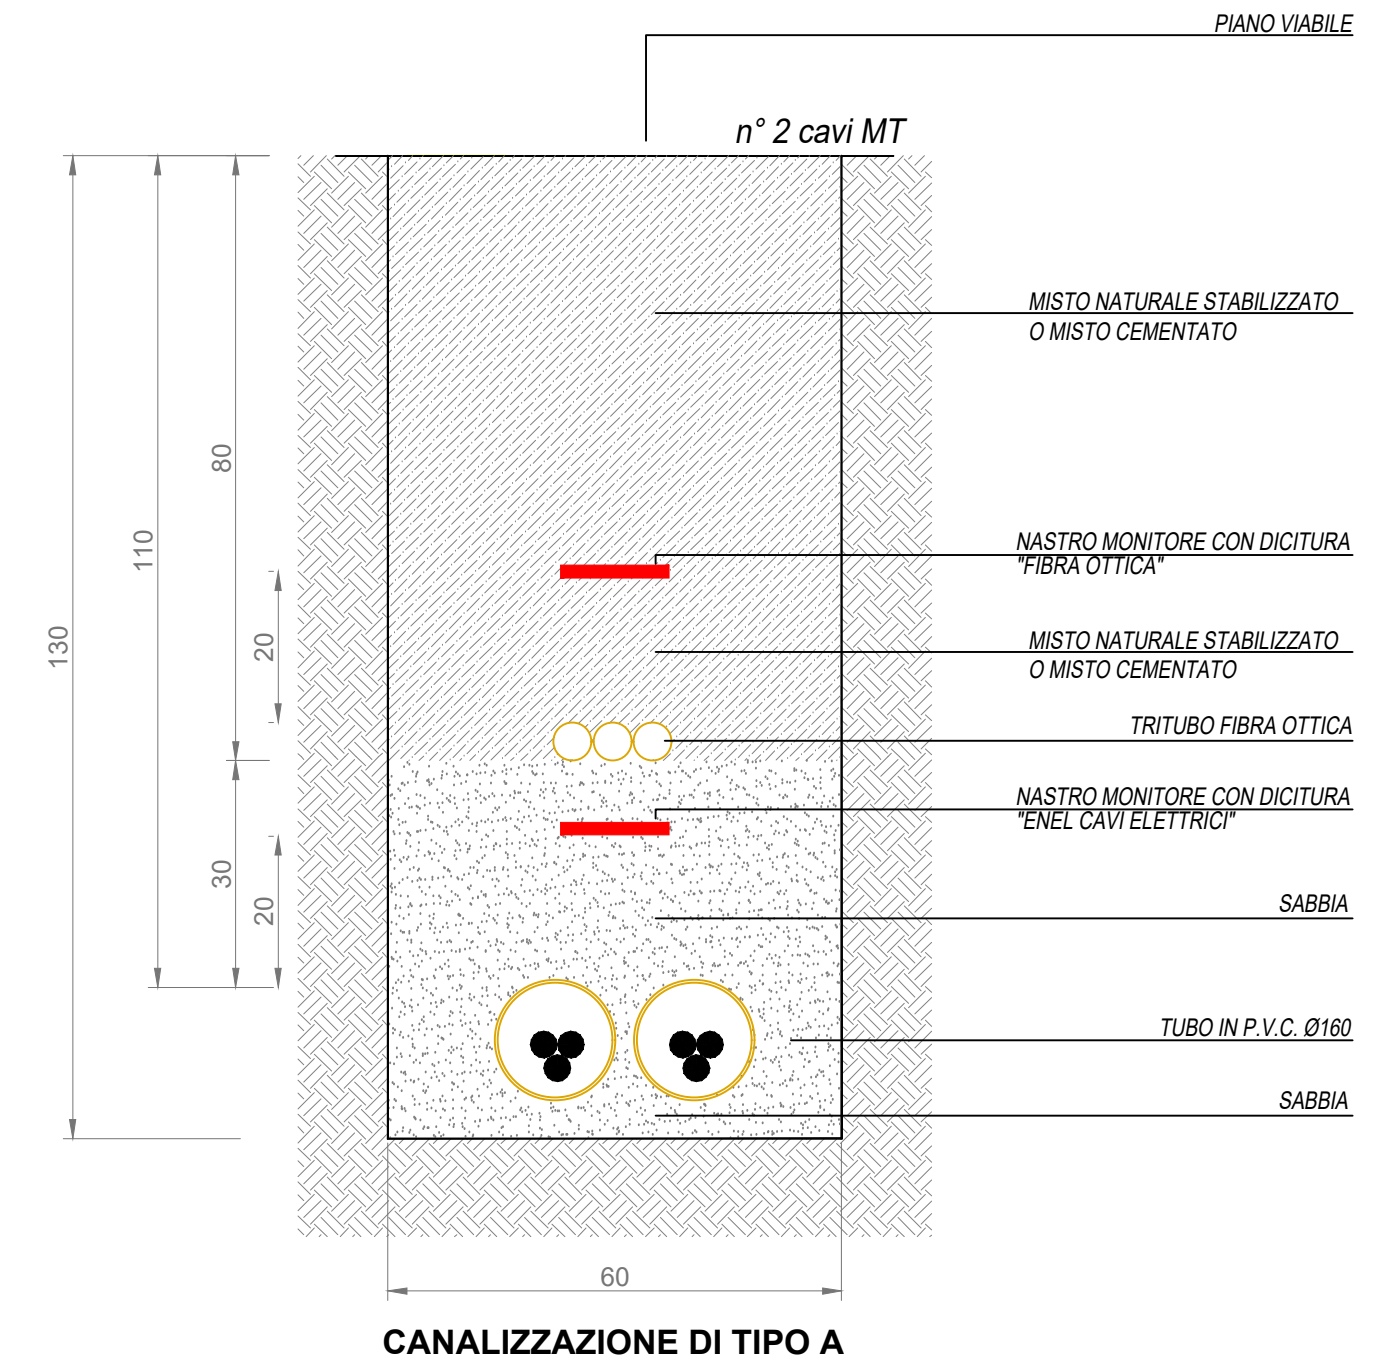 PIANO VIABILE
n° 2 cavi MT
MISTO NATURALE STABILIZZATO
O MISTO CEMENTATO
80
110
NASTRO MONITORE CON DICITURA
"FIBRA OTTICA"
130
20
MISTO NATURALE STABILIZZATO
O MISTO CEMENTATO
TRITUBO FIBRA OTTICA
NASTRO MONITORE CON DICITURA
"ENEL CAVI ELETTRICI"
30
20
SABBIA
TUBO IN P.V.C. Ø160
SABBIA
60
CANALIZZAZIONE DI TIPO A